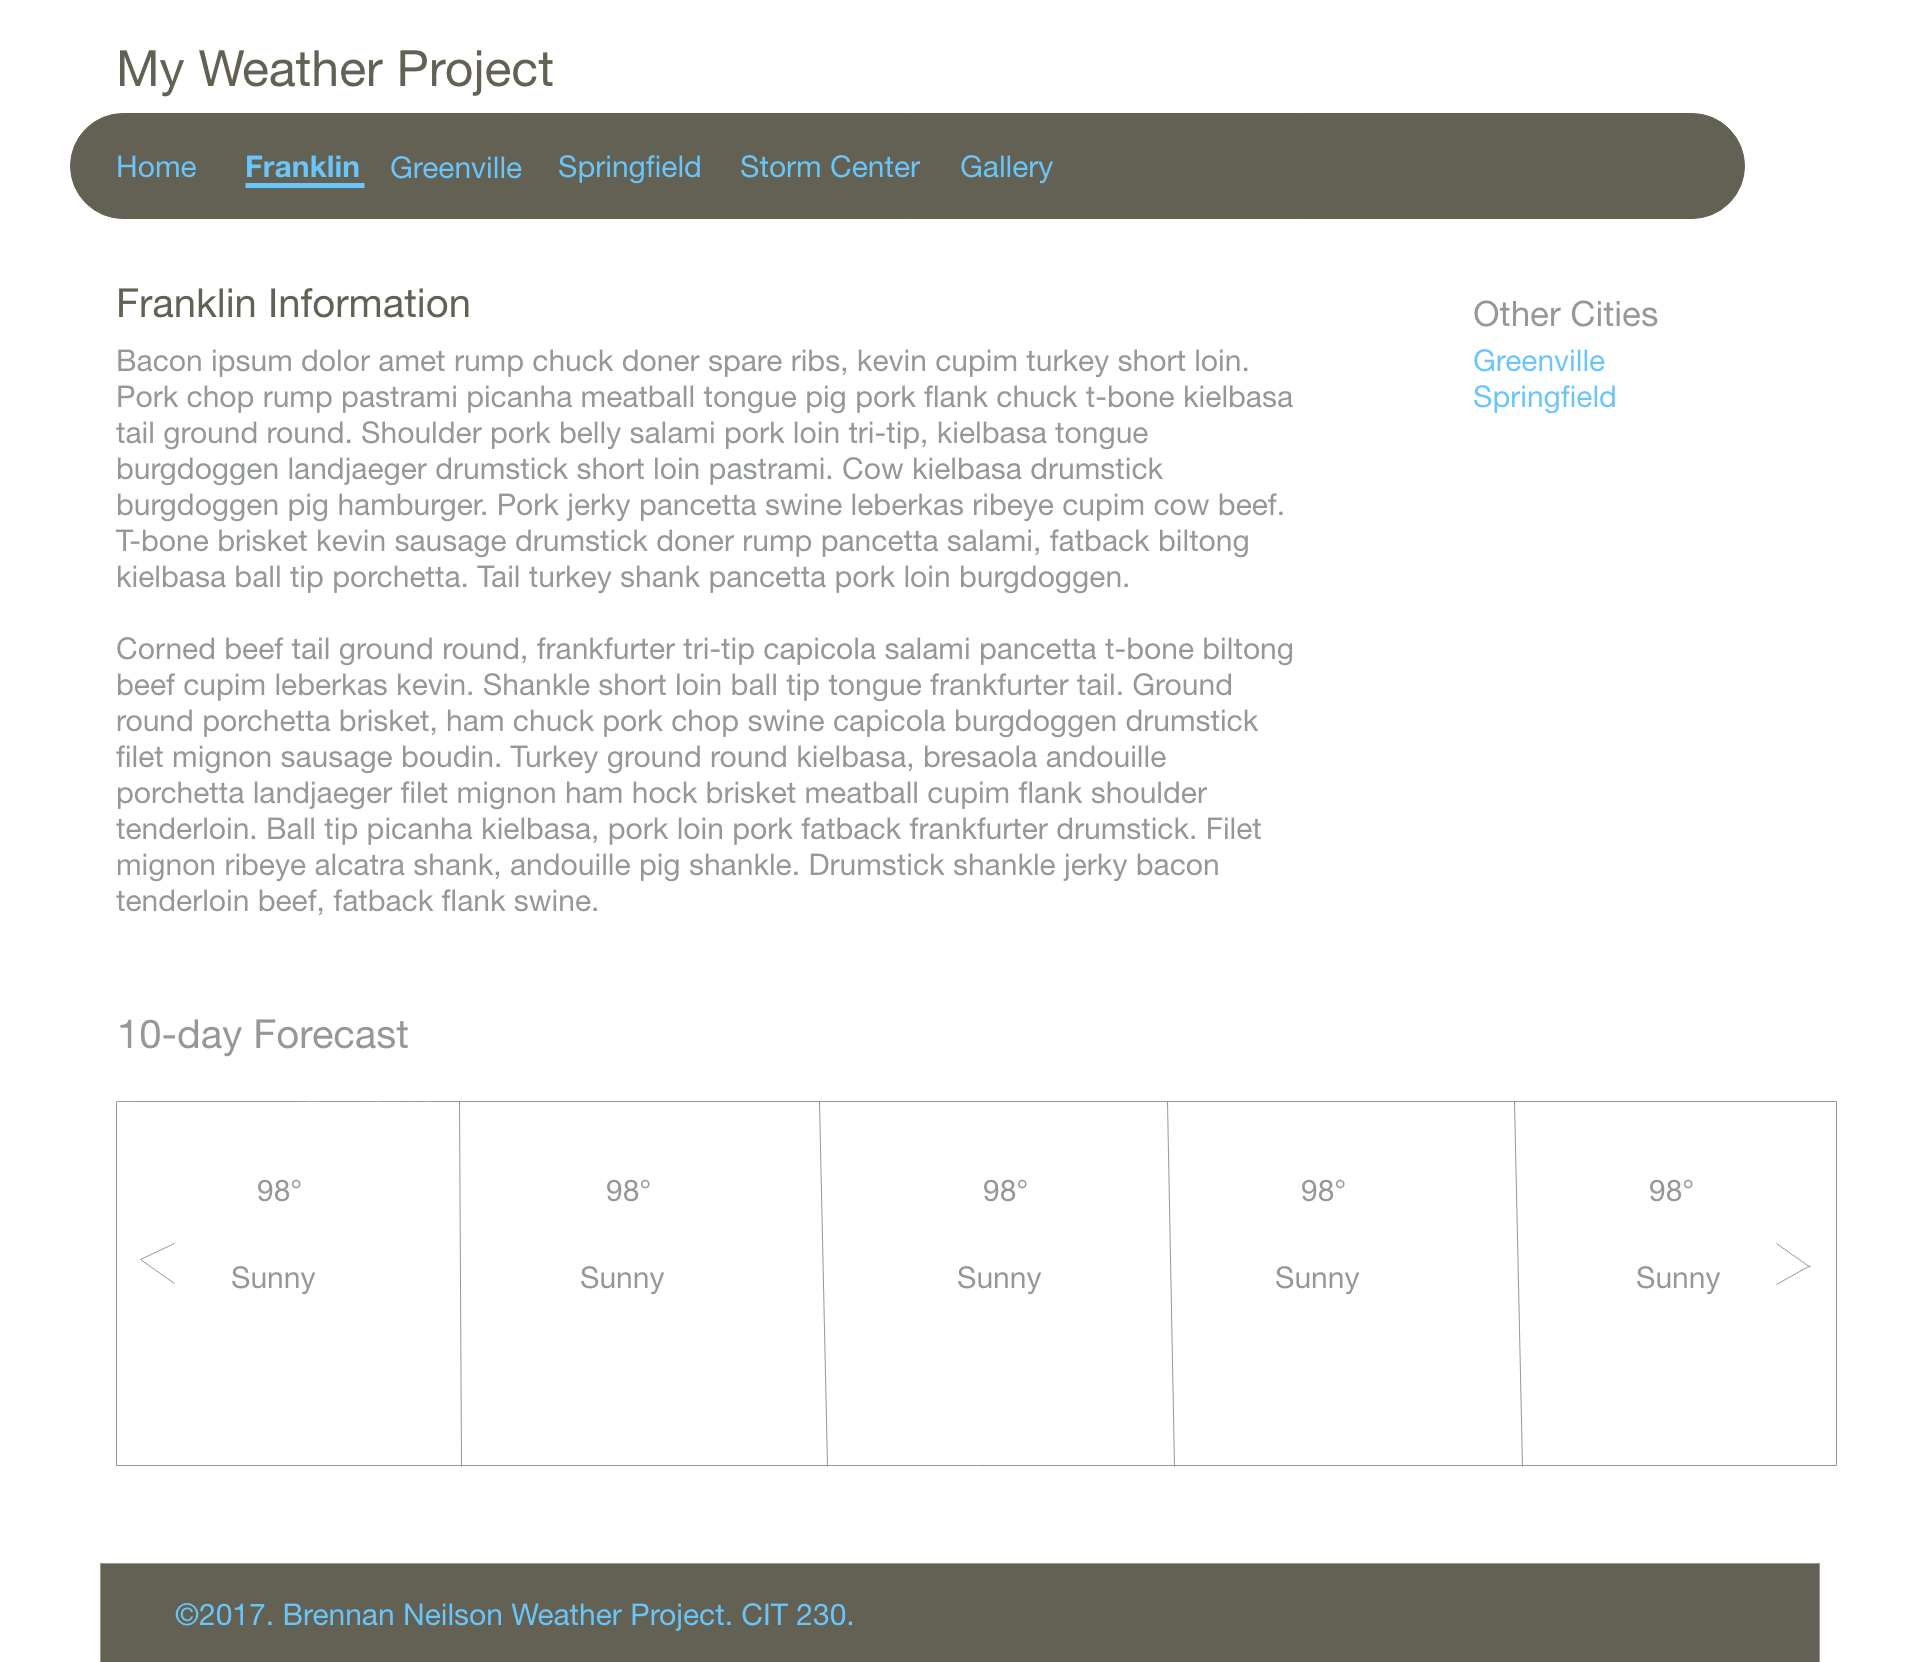 My Weather Project
Home Franklin Greenville Springfield Storm Center Gallery
Franklin Information
Bacon ipsum dolor amet rump chuck doner spare ribs, kevin cupim turkey short loin.
Pork chop rump pastrami picanha meatball tongue pig pork flank chuck t-bone kielbasa
tail ground round. Shoulder pork belly salami pork loin tri-tip, kielbasa tongue
burgdoggen landjaeger drumstick short loin pastrami. Cow kielbasa drumstick
burgdoggen pig hamburger. Pork jerky pancetta swine leberkas ribeye cupim cow beef.
T-bone brisket kevin sausage drumstick doner rump pancetta salami, fatback biltong
kielbasa ball tip porchetta. Tail turkey shank pancetta pork loin burgdoggen.
Corned beef tail ground round, frankfurter tri-tip capicola salami pancetta t-bone biltong
beef cupim leberkas kevin. Shankle short loin ball tip tongue frankfurter tail. Ground
round porchetta brisket, ham chuck pork chop swine capicola burgdoggen drumstick
filet mignon sausage boudin. Turkey ground round kielbasa, bresaola andouille
porchetta landjaeger filet mignon ham hock brisket meatball cupim flank shoulder
tenderloin. Ball tip picanha kielbasa, pork loin pork fatback frankfurter drumstick. Filet
mignon ribeye alcatra shank, andouille pig shankle. Drumstick shankle jerky bacon
tenderloin beef, fatback flank swine.
Other Cities
Greenville
Springfield
10-day Forecast
98° 98° 98° 98° 98°
Sunny Sunny Sunny Sunny Sunny
©2017. Brennan Neilson Weather Project. CIT 230.